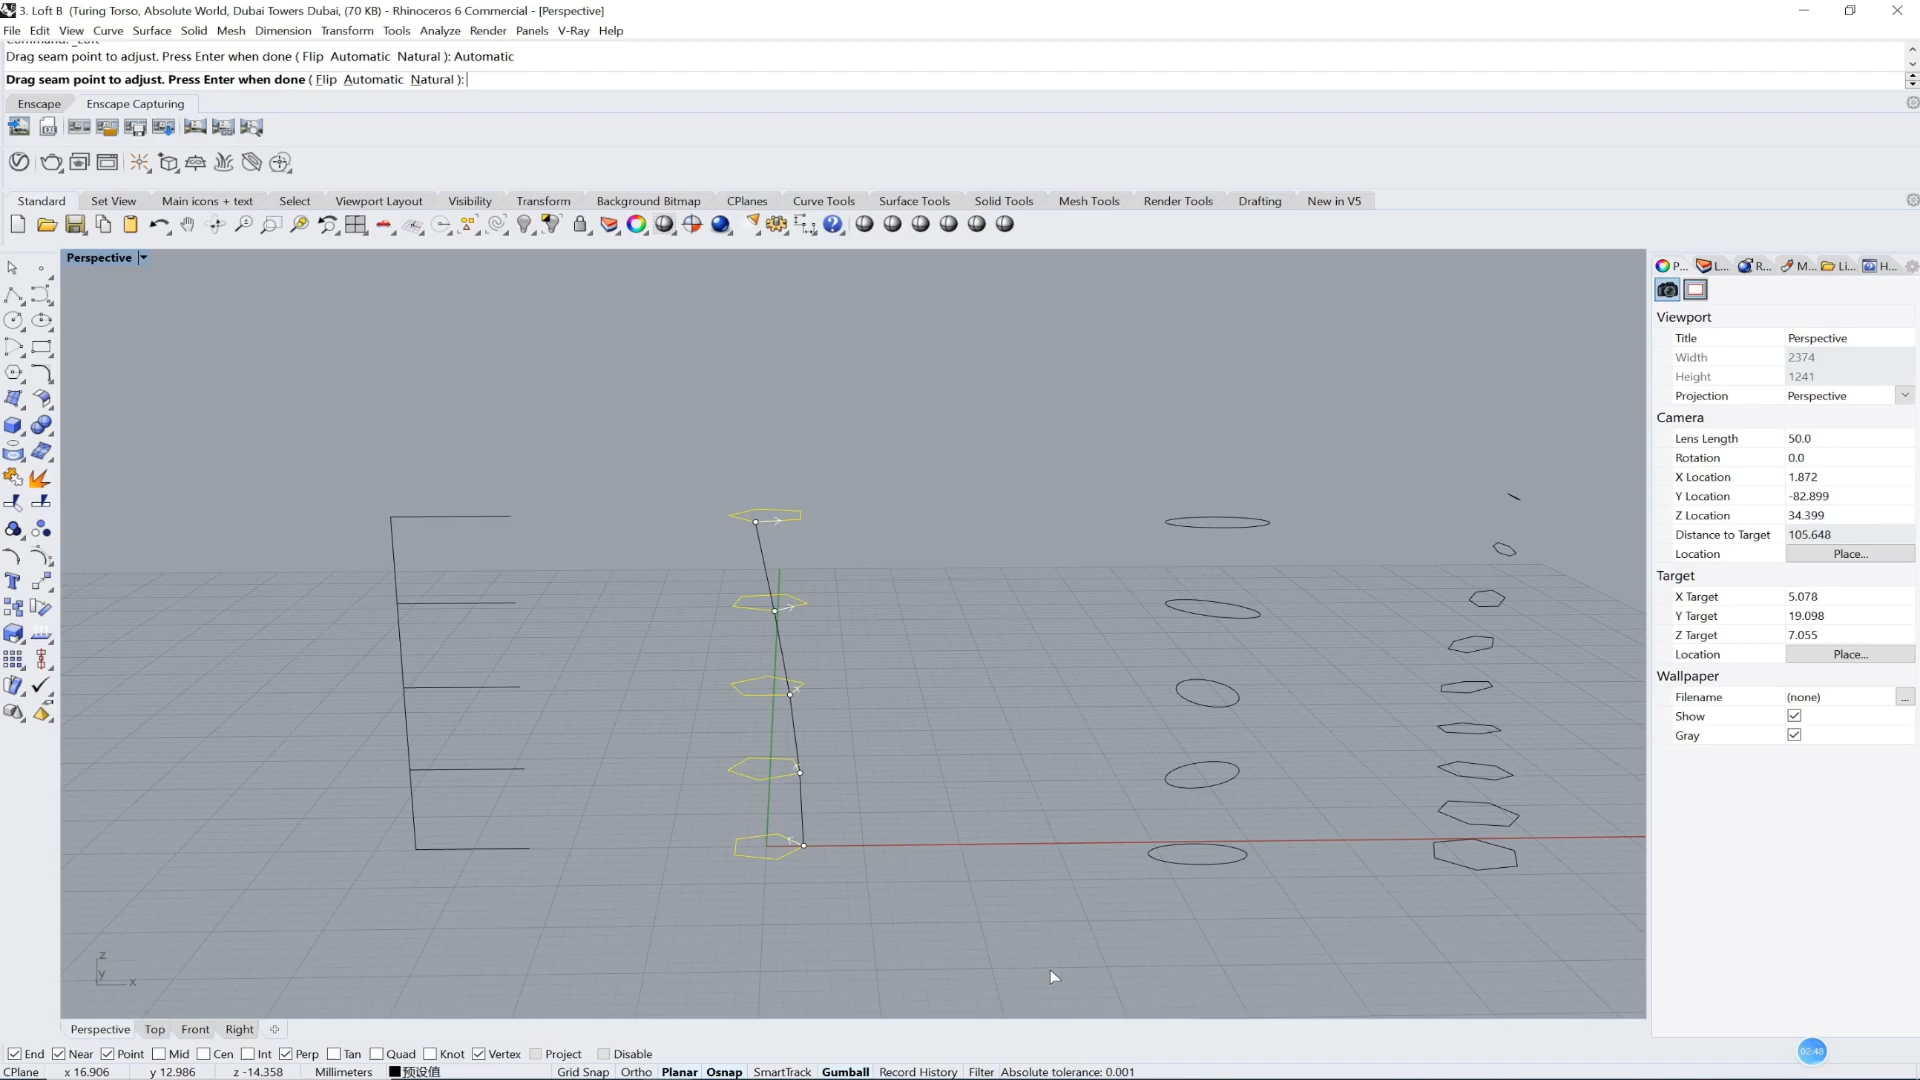 3. Loft B (Turing Torso, Absolute World, Dubai Towers Dubai, (70 KB) - Rhinoceros 6 Commercial - [Perspective]
File Edit View Curve Surface Solid Mesh Dimension Transform Tools Analyze Render Panels V-Ray Help
Command: _Loft
Drag seam point to adjust. Press Enter when done ( Flip Automatic Natural ): Automatic
Drag seam point to adjust. Press Enter when done ( Flip Automatic Natural ):
Enscape Enscape Capturing
Standard Set View Main icons + text Select Viewport Layout Visibility Transform Background Bitmap CPlanes Curve Tools Surface Tools Solid Tools Mesh Tools Render Tools Drafting New in V5
Perspective
P... L... R... M... Li... H...
Viewport
Title Perspective
Width 2374
Height 1241
Projection Perspective
Camera
Lens Length 50.0
Rotation 0.0
X Location 1.872
Y Location -82.899
Z Location 34.399
Distance to Target 105.648
Location Place...
Target
X Target 5.078
Y Target 19.098
Z Target 7.055
Location Place...
Wallpaper
Filename (none) ...
Show
Gray
z
y
x
Perspective Top Front Right
02:48
End Near Point Mid Cen Int Perp Tan Quad Knot Vertex Project Disable
CPlane x 16.906 y 12.986 z -14.358 Millimeters 预设值 Grid Snap Ortho Planar Osnap SmartTrack Gumball Record History Filter Absolute tolerance: 0.001